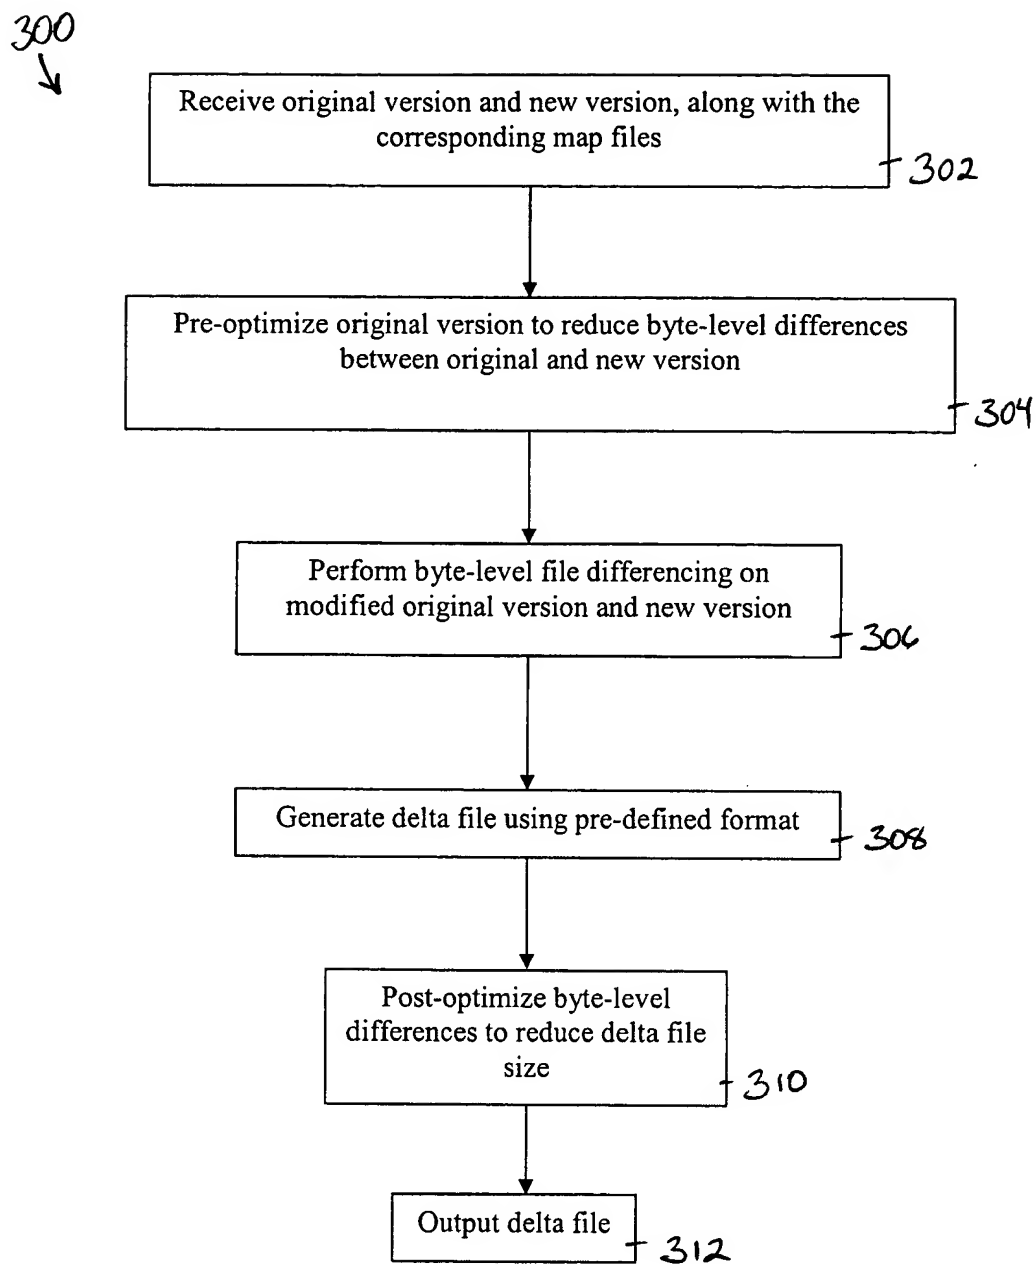 300
Receive original version and new version, along with the
corresponding map files
302
Pre-optimize original version to reduce byte-level differences
between original and new version
304
Perform byte-level file differencing on
modified original version and new version
306
Generate delta file using pre-defined format
308
Post-optimize byte-level
differences to reduce delta file
size
310
Output delta file
312